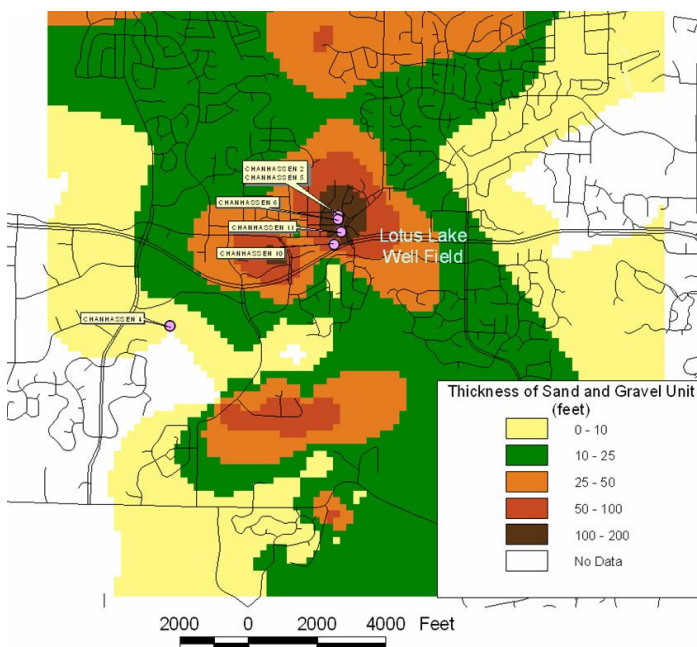 CHANHASSEN 2
CHANHASSEN 5
CHANHASSEN 6
CHANHASSEN 11
CHANHASSEN 10
Lotus Lake
Well Field
CHANHASSEN 4
Thickness of Sand and Gravel Unit
(feet)
0 - 10
10 - 25
25 - 50
50 - 100
100 - 200
No Data
2000 0 2000 4000 Feet